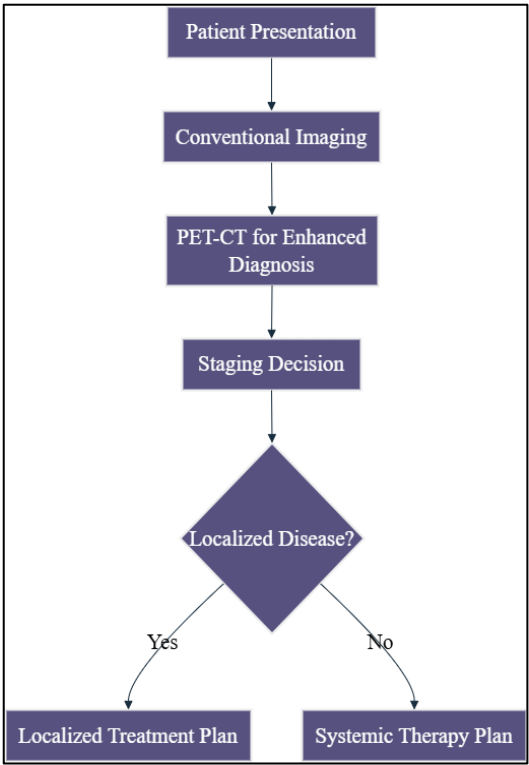 Patient Presentation
Conventional Imaging
PET-CT for Enhanced
Diagnosis
Staging Decision
Localized Disease?
Yes
No
Localized Treatment Plan
Systemic Therapy Plan